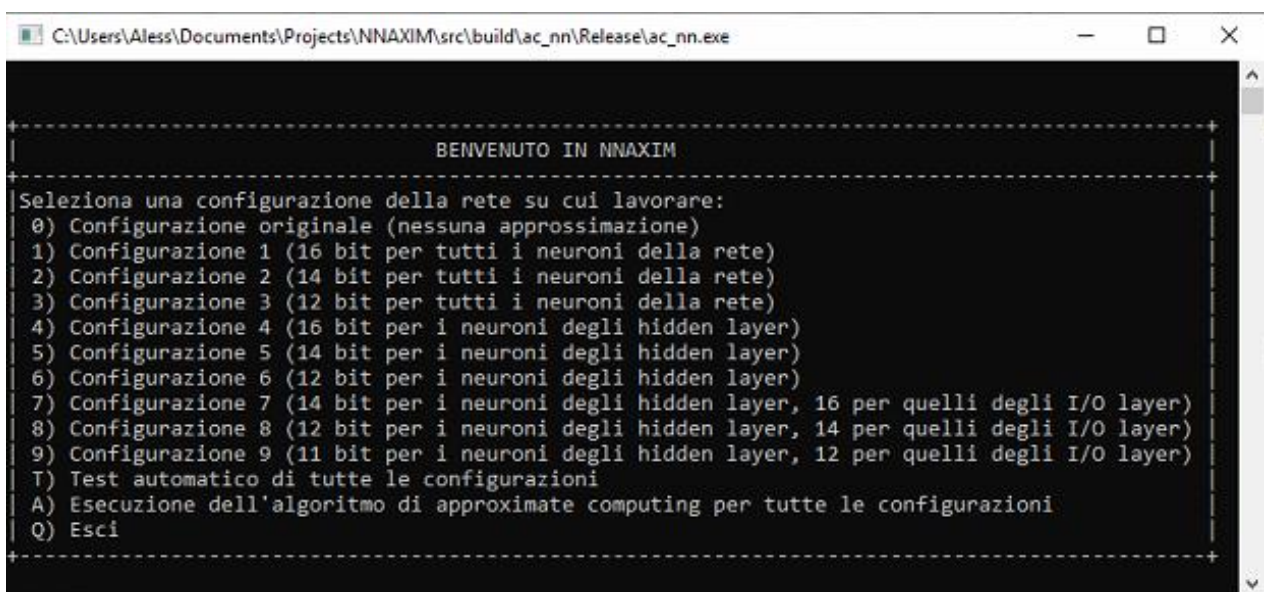 C:\Users\Aless\Documents\Projects\NNAXIM\src\build\ac_nn\Release\ac_nn.exe
BENVENUTO IN NNAXIM
Seleziona una configurazione della rete su cui lavorare:
0) Configurazione originale (nessuna approssimazione)
1) Configurazione 1 (16 bit per tutti i neuroni della rete)
2) Configurazione 2 (14 bit per tutti i neuroni della rete)
3) Configurazione 3 (12 bit per tutti i neuroni della rete)
4) Configurazione 4 (16 bit per i neuroni degli hidden layer)
5) Configurazione 5 (14 bit per i neuroni degli hidden layer)
6) Configurazione 6 (12 bit per i neuroni degli hidden layer)
7) Configurazione 7 (14 bit per i neuroni degli hidden layer, 16 per quelli degli I/O layer)
8) Configurazione 8 (12 bit per i neuroni degli hidden layer, 14 per quelli degli I/O layer)
9) Configurazione 9 (11 bit per i neuroni degli hidden layer, 12 per quelli degli I/O layer)
T) Test automatico di tutte le configurazioni
A) Esecuzione dell'algoritmo di approximate computing per tutte le configurazioni
Q) Esci